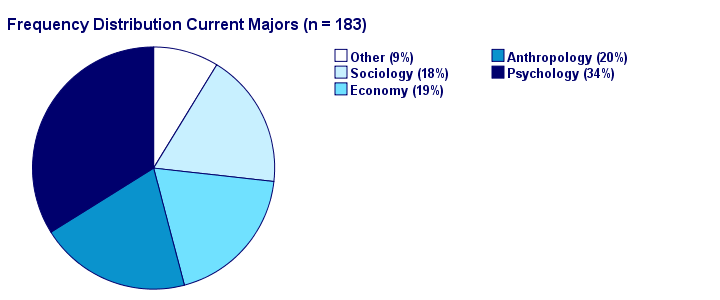 Frequency Distribution Current Majors (n = 183)
Other (9%)
Sociology (18%)
Economy (19%)
Anthropology (20%)
Psychology (34%)